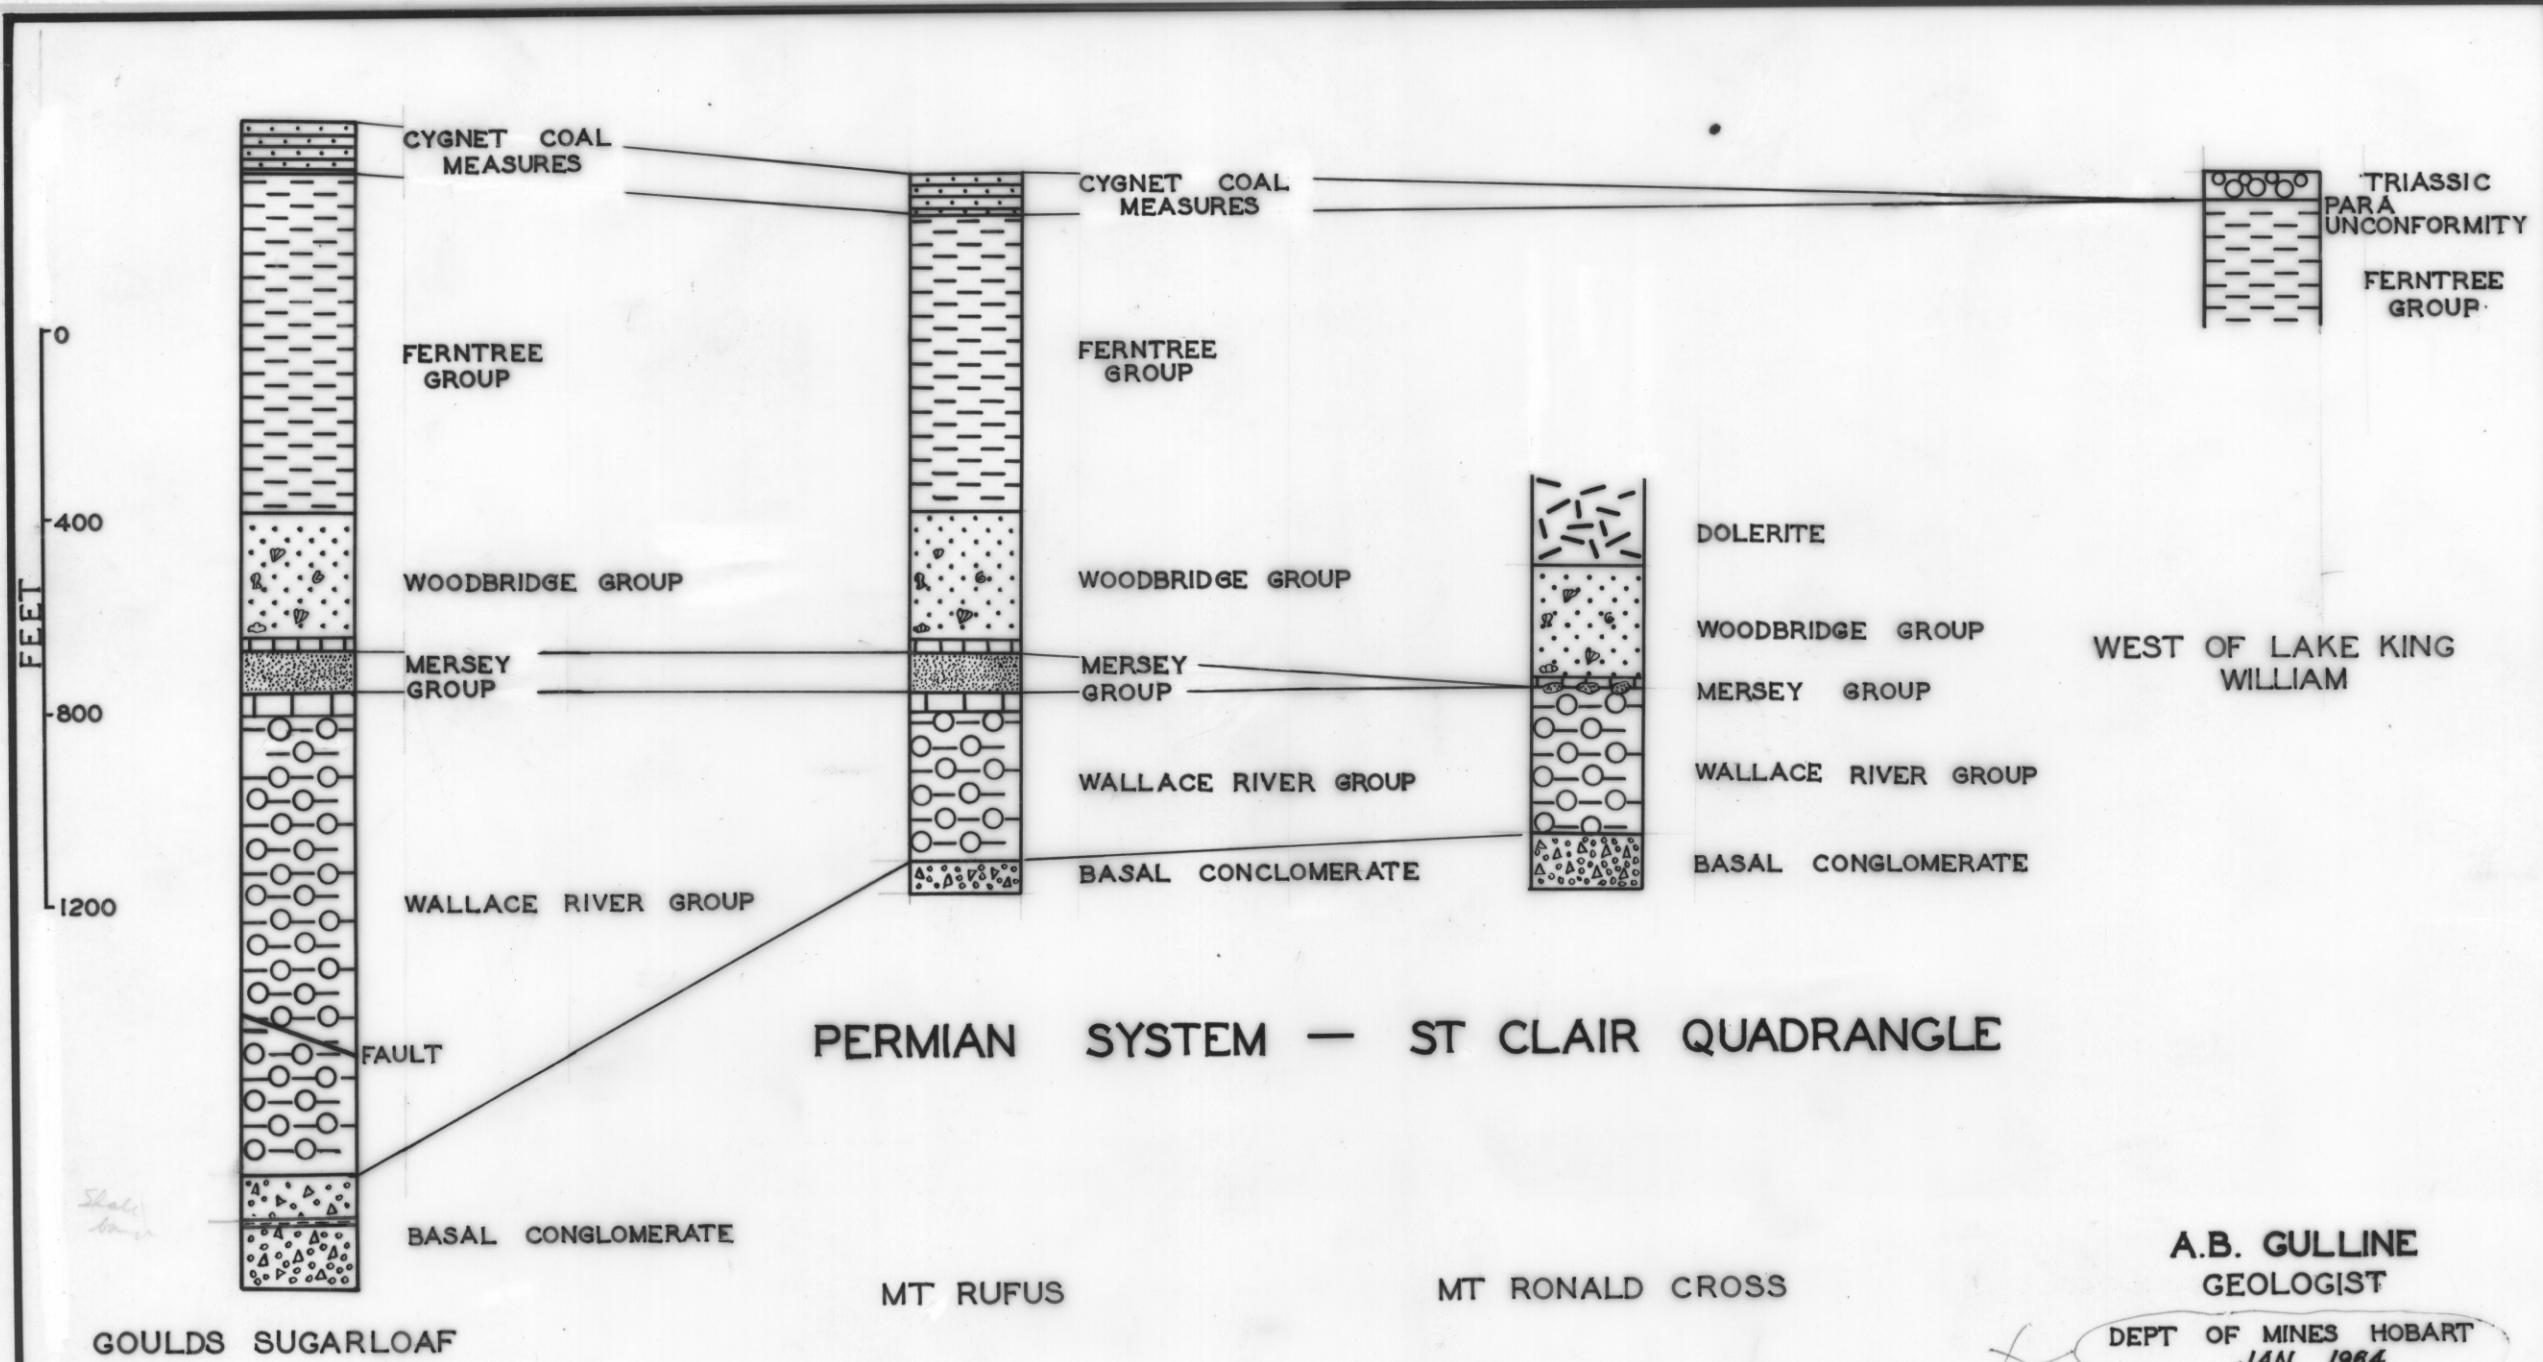 CYGNET COAL
MEASURES
FERNTREE
GROUP
WOODBRIDGE GROUP
MERSEY
GROUP
WALLACE RIVER GROUP
FAULT
BASAL CONGLOMERATE
GOULDS SUGARLOAF
FEET
0
400
800
1200
CYGNET COAL
MEASURES
FERNTREE
GROUP
WOODBRIDGE GROUP
MERSEY
GROUP
WALLACE RIVER GROUP
BASAL CONCLOMERATE
MT RUFUS
DOLERITE
WOODBRIDGE GROUP
MERSEY GROUP
WALLACE RIVER GROUP
BASAL CONGLOMERATE
MT RONALD CROSS
TRIASSIC
PARA
UNCONFORMITY
FERNTREE
GROUP
WEST OF LAKE KING
WILLIAM
PERMIAN SYSTEM — ST CLAIR QUADRANGLE
A.B. GULLINE
GEOLOGIST
DEPT OF MINES HOBART
JAN 1964